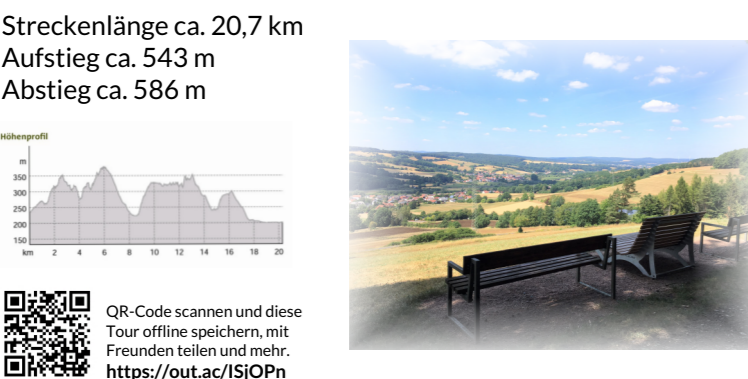 Streckenlänge ca. 20,7 km
Aufstieg ca. 543 m
Abstieg ca. 586 m
Höhenprofil
m
350
300
250
200
150
km 2 4 6 8 10 12 14 16 18 20
QR-Code scannen und diese
Tour offline speichern, mit
Freunden teilen und mehr.
https://out.ac/ISjOPn